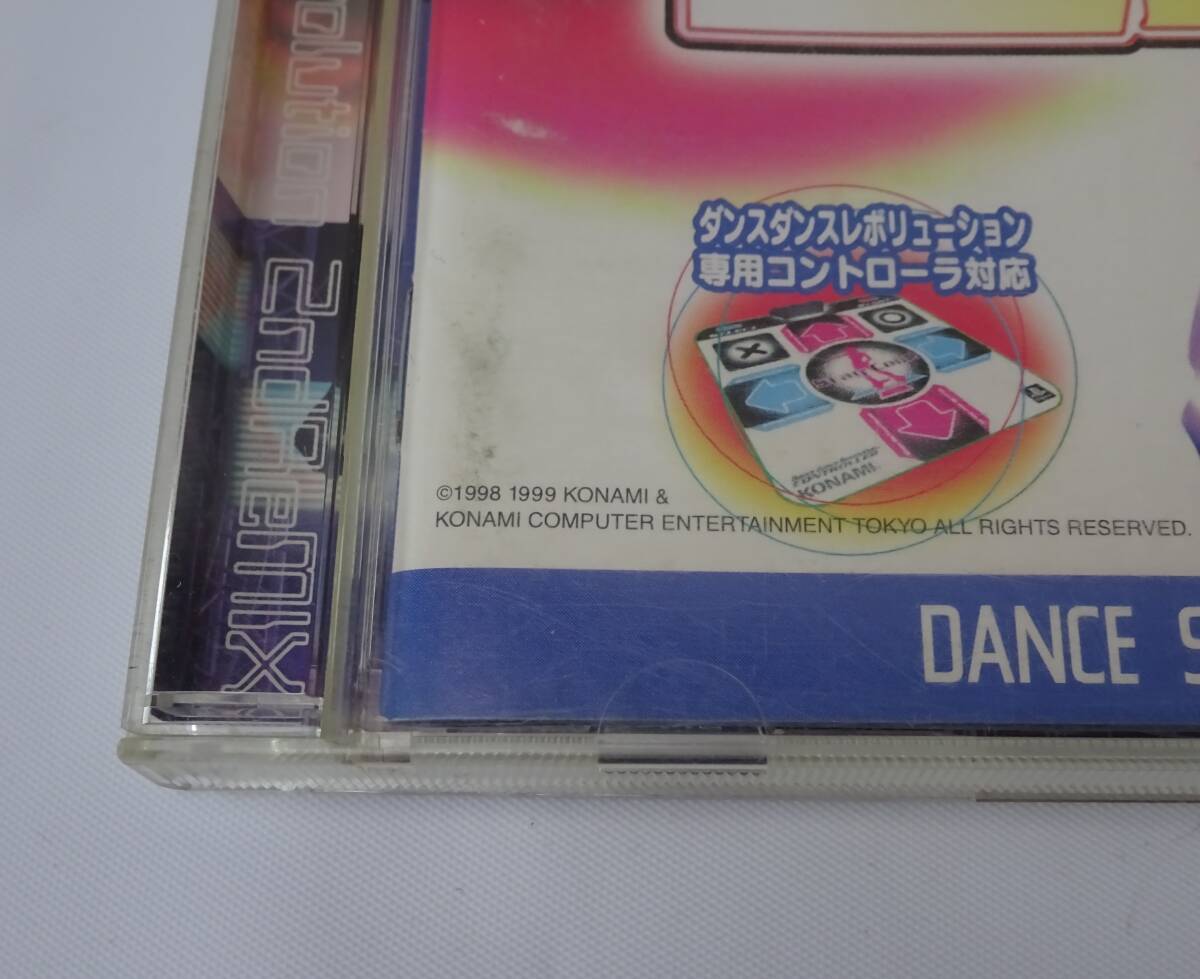 olution 2ndReMIX
ダンスダンスレボリューション
専用コントローラ対応
KONAMI
©1998 1999 KONAMI &
KONAMI COMPUTER ENTERTAINMENT TOKYO ALL RIGHTS RESERVED.
DANCE S